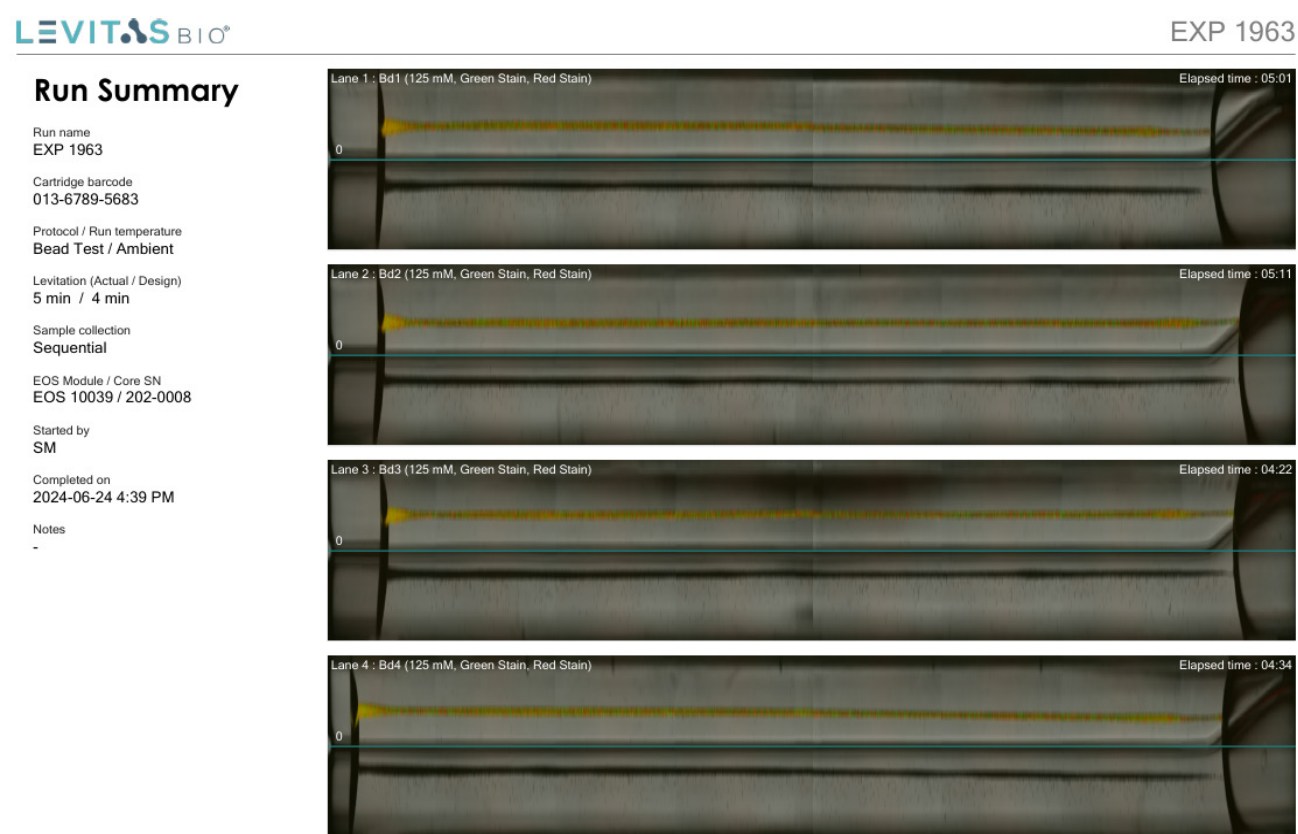 LEVITAS BIO®
EXP 1963
Run Summary
Run name
EXP 1963
Cartridge barcode
013-6789-5683
Protocol / Run temperature
Bead Test / Ambient
Levitation (Actual / Design)
5 min / 4 min
Sample collection
Sequential
EOS Module / Core SN
EOS 10039 / 202-0008
Started by
SM
Completed on
2024-06-24 4:39 PM
Notes
-
Lane 1 : Bd1 (125 mM, Green Stain, Red Stain) Elapsed time : 05:01
0
Lane 2 : Bd2 (125 mM, Green Stain, Red Stain) Elapsed time : 05:11
0
Lane 3 : Bd3 (125 mM, Green Stain, Red Stain) Elapsed time : 04:22
0
Lane 4 : Bd4 (125 mM, Green Stain, Red Stain) Elapsed time : 04:34
0